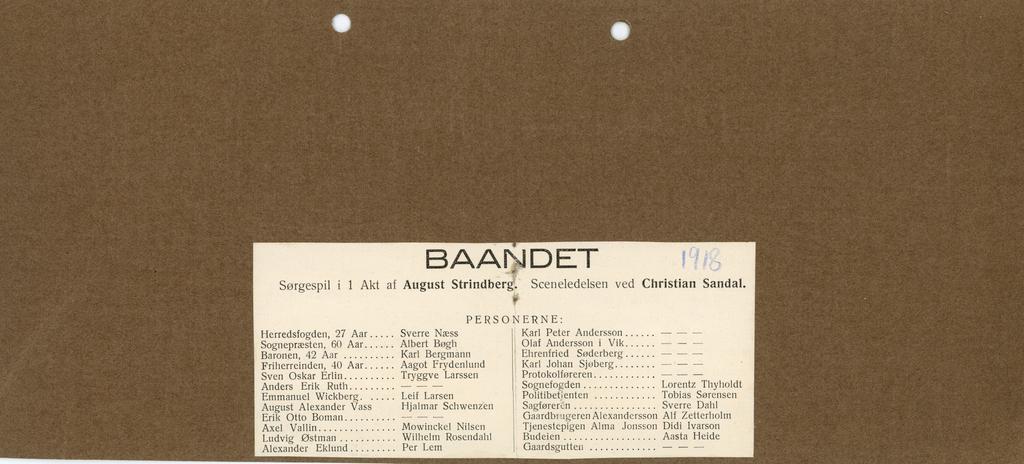 BAANDET 1918
Sørgespil i 1 Akt af August Strindberg. Sceneledelsen ved Christian Sandal.
PERSONERNE:
Herredsfogden, 27 Aar..... Sverre Næss
Sognepræsten, 60 Aar...... Albert Bøgh
Baronen, 42 Aar .......... Karl Bergmann
Friherreinden, 40 Aar..... Aagot Frydenlund
Sven Oskar Erlin.......... Tryggve Larssen
Anders Erik Ruth......... — — —
Emmanuel Wickberg. ..... Leif Larsen
August Alexander Vass Hjalmar Schwenzen
Erik Otto Boman.......... — — —
Axel Vallin............... Mowinckel Nilsen
Ludvig Østman........... Wilhelm Rosendahl
Alexander Eklund......... Per Lem
Karl Peter Andersson...... — — —
Olaf Andersson i Vik..... — — —
Ehrenfried Søderberg..... — — —
Karl Johan Sjøberg........ — — —
Protokolføreren........... — — —
Sognefogden ............. Lorentz Thyholdt
Politibetjenten ........... Tobias Sørensen
Sagføreren............... Sverre Dahl
Gaardbrugeren Alexandersson Alf Zetterholm
Tjenestepigen Alma Jonsson Didi Ivarson
Budeien ................. Aasta Heide
Gaardsgutten ............ — — —